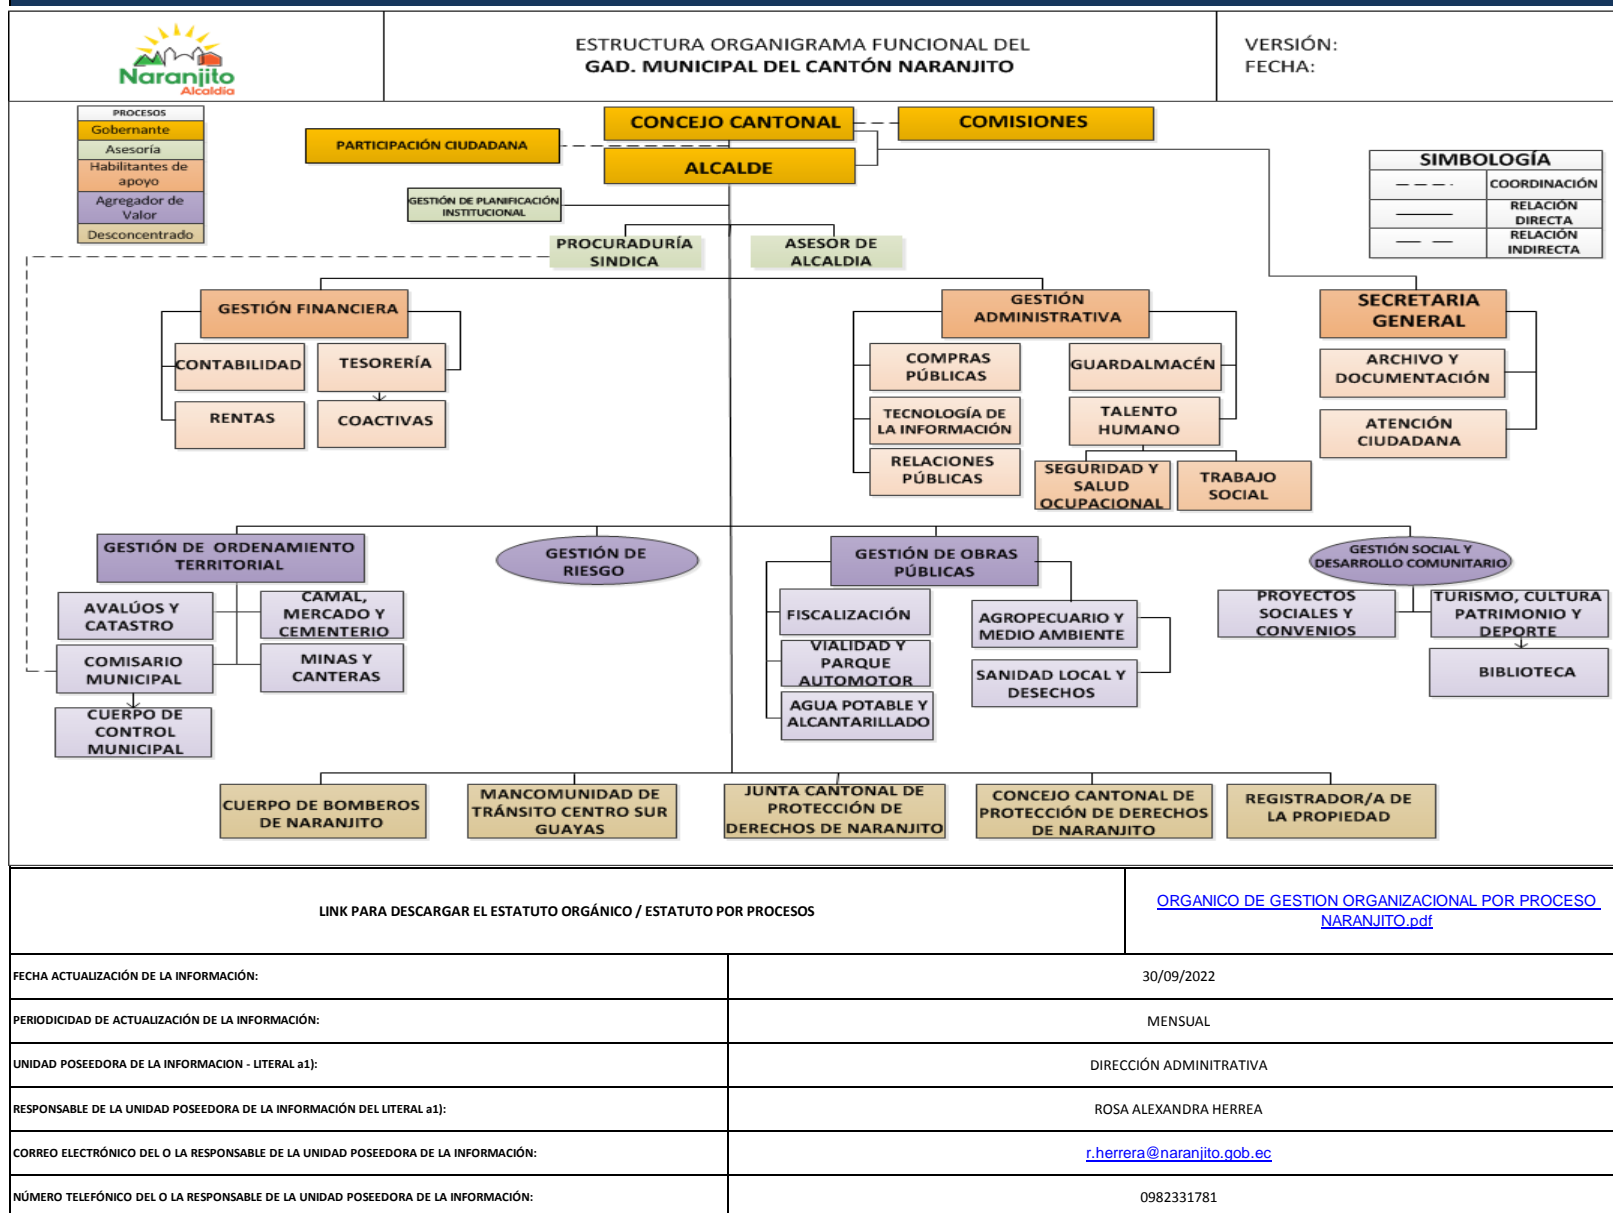 Naranjito
Alcaldía
ESTRUCTURA ORGANIGRAMA FUNCIONAL DEL
GAD. MUNICIPAL DEL CANTÓN NARANJITO
VERSIÓN:
FECHA:
PROCESOS
Gobernante
Asesoría
Habilitantes de
apoyo
Agregador de
Valor
Desconcentrado
CONCEJO CANTONAL
COMISIONES
PARTICIPACIÓN CIUDADANA
ALCALDE
SIMBOLOGÍA
COORDINACIÓN
RELACIÓN
DIRECTA
RELACIÓN
INDIRECTA
GESTIÓN DE PLANIFICACIÓN
INSTITUCIONAL
PROCURADURÍA
SINDICA
ASESOR DE
ALCALDIA
GESTIÓN FINANCIERA
GESTIÓN
ADMINISTRATIVA
SECRETARIA
GENERAL
CONTABILIDAD
TESORERÍA
RENTAS
COACTIVAS
COMPRAS
PÚBLICAS
GUARDALMACÉN
TECNOLOGÍA DE
LA INFORMACIÓN
TALENTO
HUMANO
RELACIONES
PÚBLICAS
SEGURIDAD Y
SALUD
OCUPACIONAL
TRABAJO
SOCIAL
ARCHIVO Y
DOCUMENTACIÓN
ATENCIÓN
CIUDADANA
GESTIÓN DE  ORDENAMIENTO
TERRITORIAL
GESTIÓN DE
RIESGO
GESTIÓN DE OBRAS
PÚBLICAS
GESTIÓN SOCIAL Y
DESARROLLO COMUNITARIO
AVALÚOS Y
CATASTRO
CAMAL,
MERCADO Y
CEMENTERIO
COMISARIO
MUNICIPAL
MINAS Y
CANTERAS
CUERPO DE
CONTROL
MUNICIPAL
FISCALIZACIÓN
AGROPECUARIO Y
MEDIO AMBIENTE
VIALIDAD Y
PARQUE
AUTOMOTOR
SANIDAD LOCAL Y
DESECHOS
AGUA POTABLE Y
ALCANTARILLADO
PROYECTOS
SOCIALES Y
CONVENIOS
TURISMO, CULTURA
PATRIMONIO Y
DEPORTE
BIBLIOTECA
CUERPO DE BOMBEROS
DE NARANJITO
MANCOMUNIDAD DE
TRÁNSITO CENTRO SUR
GUAYAS
JUNTA CANTONAL DE
PROTECCIÓN DE
DERECHOS DE NARANJITO
CONCEJO CANTONAL DE
PROTECCIÓN DE DERECHOS
DE NARANJITO
REGISTRADOR/A DE
LA PROPIEDAD
LINK PARA DESCARGAR EL ESTATUTO ORGÁNICO / ESTATUTO POR PROCESOS
ORGANICO DE GESTION ORGANIZACIONAL POR PROCESO
NARANJITO.pdf
FECHA ACTUALIZACIÓN DE LA INFORMACIÓN:
30/09/2022
PERIODICIDAD DE ACTUALIZACIÓN DE LA INFORMACIÓN:
MENSUAL
UNIDAD POSEEDORA DE LA INFORMACION - LITERAL a1):
DIRECCIÓN ADMINITRATIVA
RESPONSABLE DE LA UNIDAD POSEEDORA DE LA INFORMACIÓN DEL LITERAL a1):
ROSA ALEXANDRA HERREA
CORREO ELECTRÓNICO DEL O LA RESPONSABLE DE LA UNIDAD POSEEDORA DE LA INFORMACIÓN:
r.herrera@naranjito.gob.ec
NÚMERO TELEFÓNICO DEL O LA RESPONSABLE DE LA UNIDAD POSEEDORA DE LA INFORMACIÓN:
0982331781